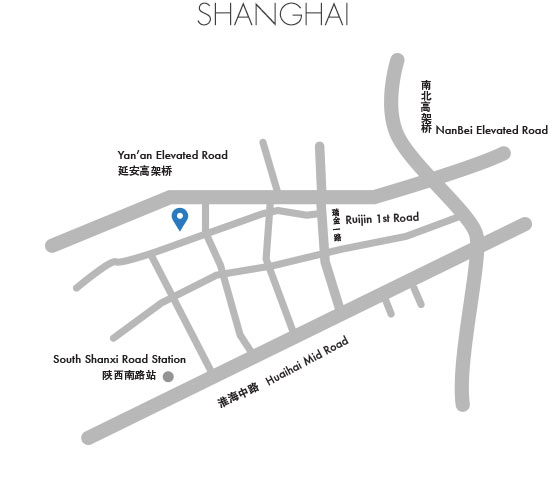 SHANGHAI
南北高架桥
NanBei Elevated Road
Yan'an Elevated Road
延安高架桥
瑞金一路
Ruijin 1st Road
South Shanxi Road Station
陕西南路站
淮海中路 Huaihai Mid Road